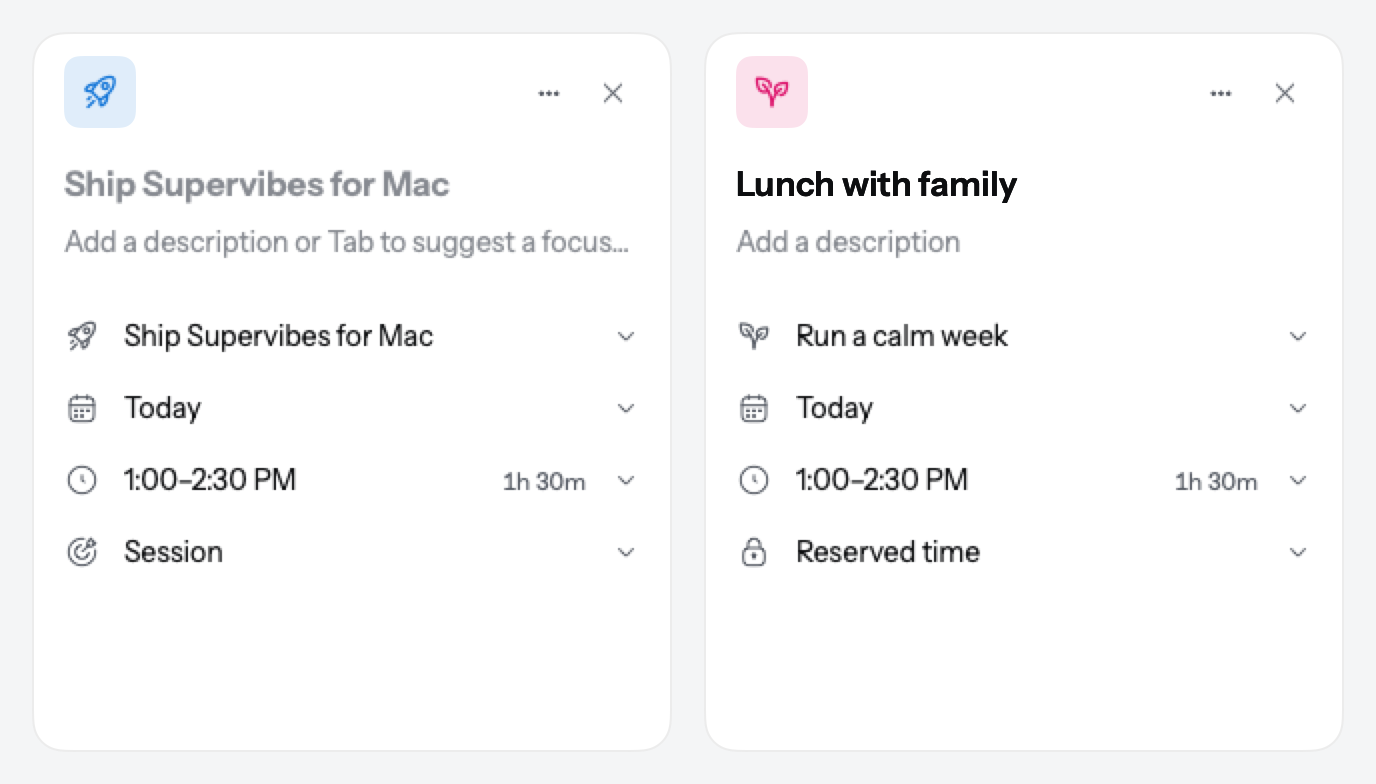 Ship Supervibes for Mac
Add a description or Tab to suggest a focus...
Ship Supervibes for Mac
Today
1:00–2:30 PM 1h 30m
Session
Lunch with family
Add a description
Run a calm week
Today
1:00–2:30 PM 1h 30m
Reserved time